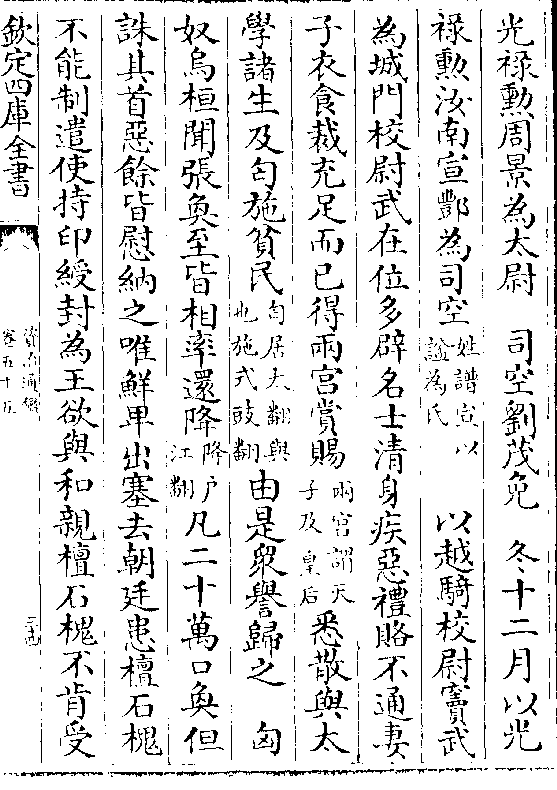 光祿勲周景為太尉　司空劉茂免　冬十二月以光
祿勲汝南宣酆為司空姓譜宣以諡為氏　以越騎校尉竇武
為城門校尉武在位多辟名士清身疾惡禮賂不通妻
子衣食裁充足而已得兩宮賞賜兩宮謂天子及皇后悉散與太
學諸生及匄施貧民匄居大翻與也施式豉翻由是衆譽歸之　匈
奴烏桓聞張奐至皆相率還降降户江翻凡二十萬口奐但
誅其首惡餘皆慰納之唯鮮卑出塞去朝廷患檀石槐
不能制遣使持印綬封為王欲與和親檀石槐不肯受
欽定四庫全書
資治通鑑
卷五十五